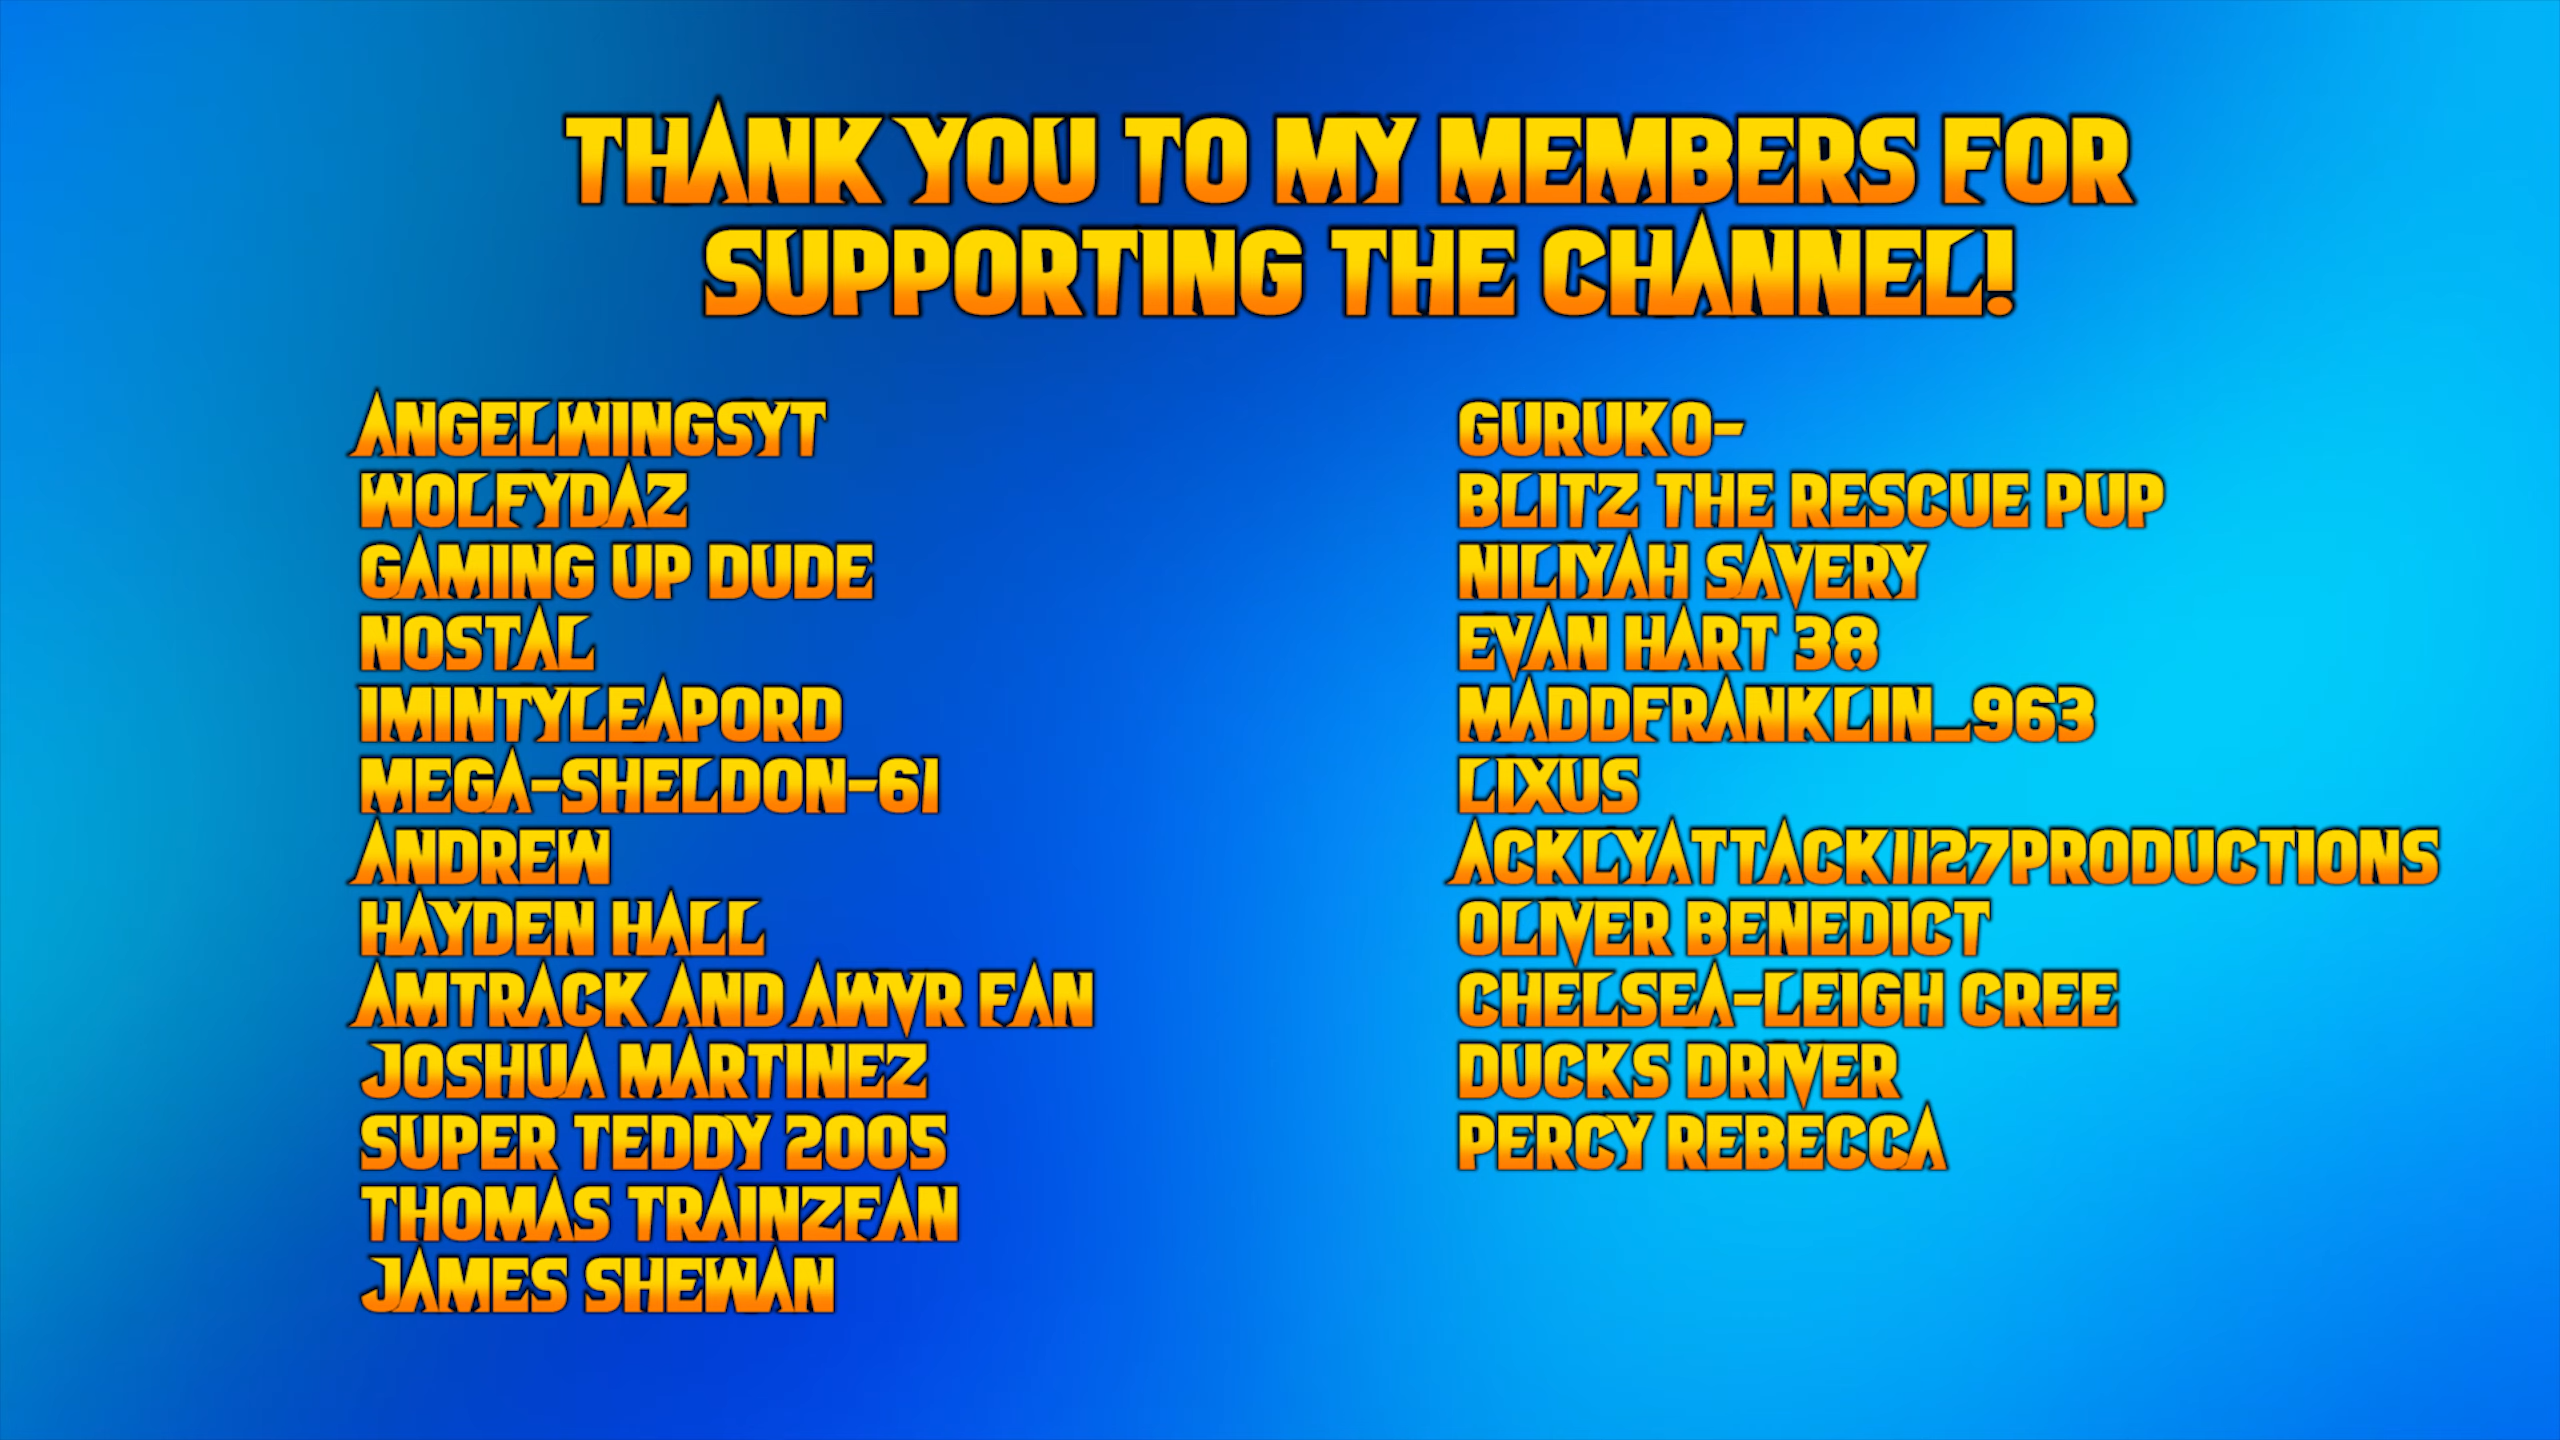 THANK YOU TO MY MEMBERS FOR
SUPPORTING THE CHANNEL!
ANGELWINGSYT
WOLFYDAZ
GAMING UP DUDE
NOSTAL
IMINTYLEAPORD
MEGA-SHELDON-61
ANDREW
HAYDEN HALL
AMTRACK AND AWVR FAN
JOSHUA MARTINEZ
SUPER TEDDY 2005
THOMAS TRAINZFAN
JAMES SHEWAN
GURUKO-
BLITZ THE RESCUE PUP
NILIYAH SAVERY
EVAN HART 38
MADDFRANKLIN_963
LIXUS
ACKLYATTACK1127PRODUCTIONS
OLIVER BENEDICT
CHELSEA-LEIGH CREE
DUCKS DRIVER
PERCY REBECCA